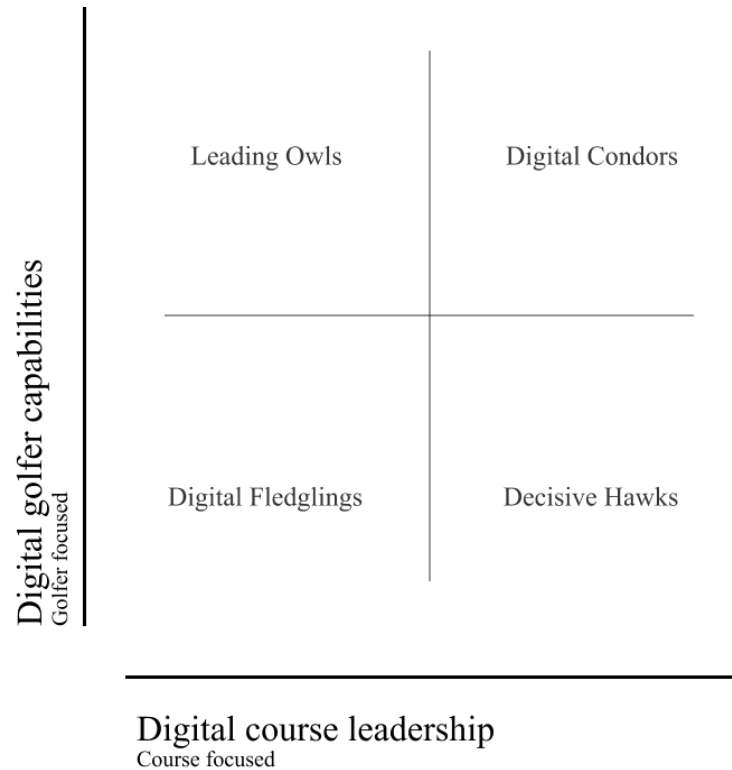 Leading Owls
Digital Condors
Digital Fledglings
Decisive Hawks
Digital golfer capabilities
Golfer focused
Digital course leadership
Course focused